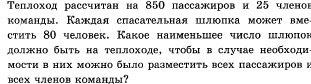 Теплоход рассчитан на 850 пассажиров и 25 членов
команды. Каждая спасательная шлюпка может вме-
стить 80 человек. Какое наименьшее число шлюпок
должно быть на теплоходе, чтобы в случае необходи-
мости в них можно было разместить всех пассажиров и
всех членов команды?